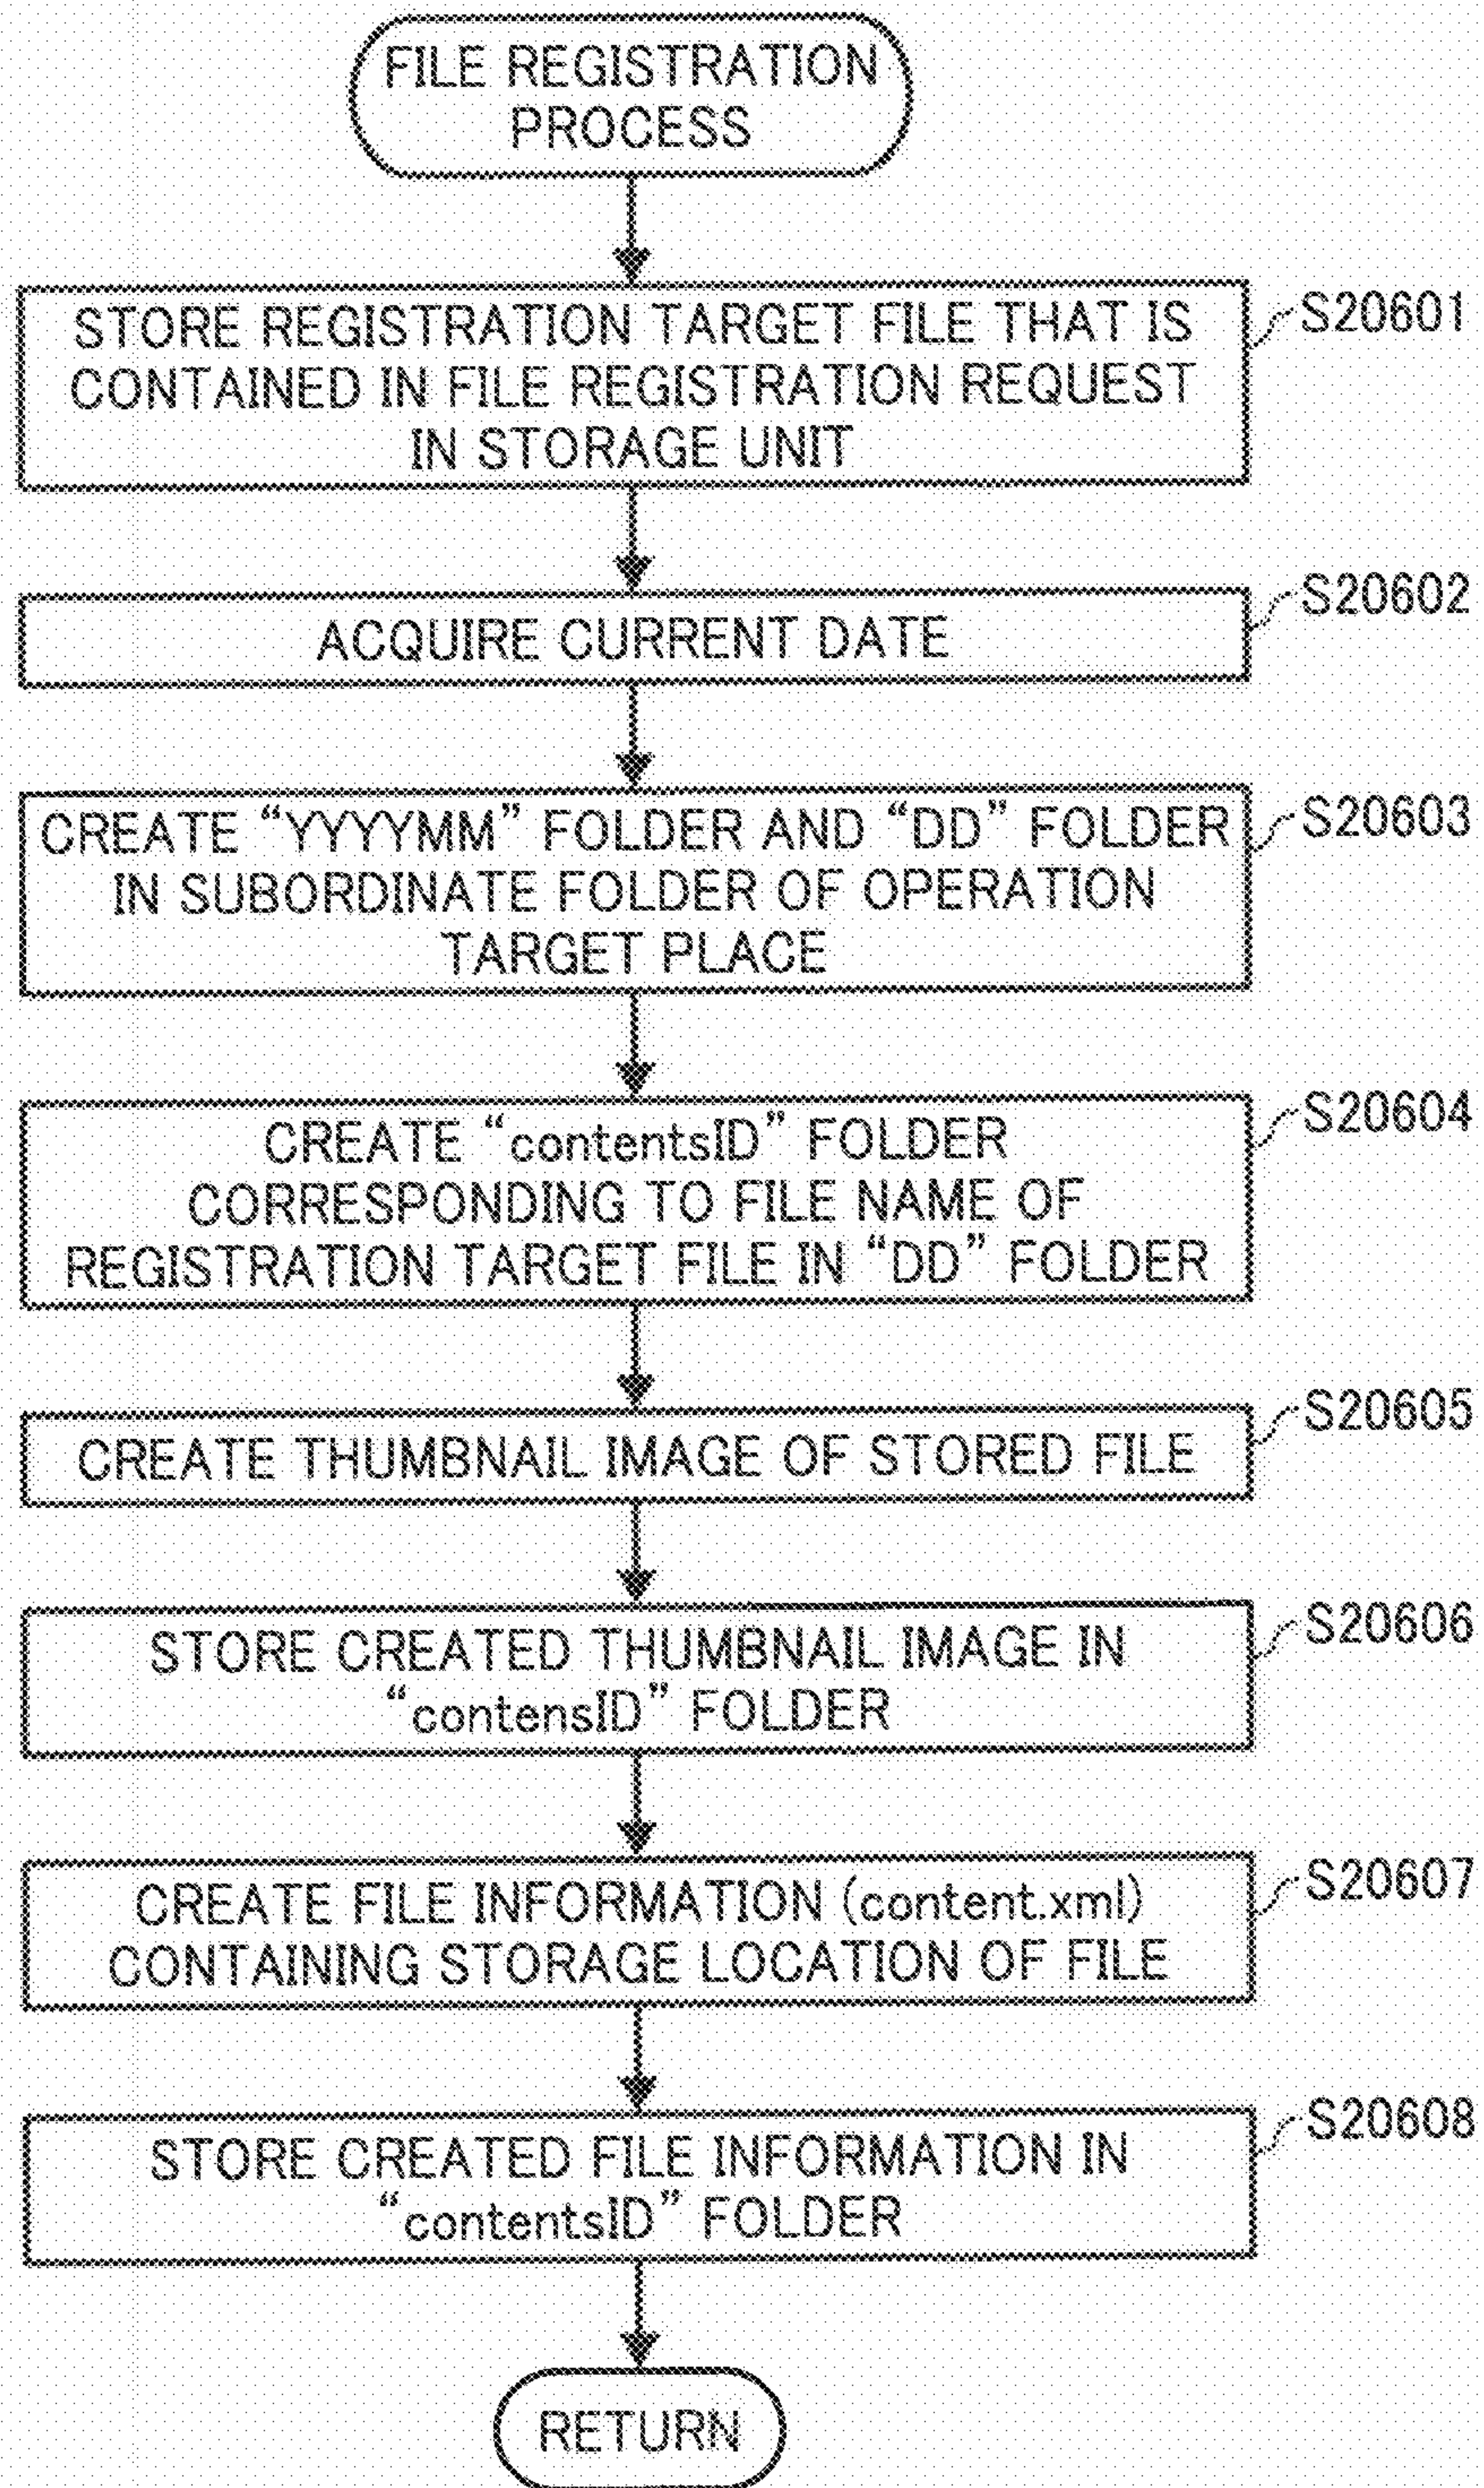 FILE REGISTRATION
PROCESS
STORE REGISTRATION TARGET FILE THAT IS
CONTAINED IN FILE REGISTRATION REQUEST
IN STORAGE UNIT
S20601
ACQUIRE CURRENT DATE
S20602
CREATE “YYYYMM” FOLDER AND “DD” FOLDER
IN SUBORDINATE FOLDER OF OPERATION
TARGET PLACE
S20603
CREATE “contentsID” FOLDER
CORRESPONDING TO FILE NAME OF
REGISTRATION TARGET FILE IN “DD” FOLDER
S20604
CREATE THUMBNAIL IMAGE OF STORED FILE
S20605
STORE CREATED THUMBNAIL IMAGE IN
“contensID” FOLDER
S20606
CREATE FILE INFORMATION (content.xml)
CONTAINING STORAGE LOCATION OF FILE
S20607
STORE CREATED FILE INFORMATION IN
“contentsID” FOLDER
S20608
RETURN